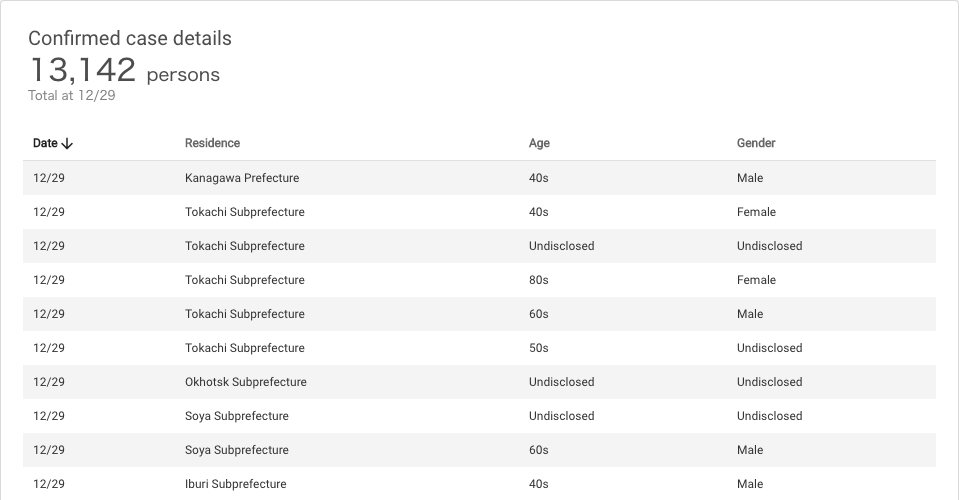 Confirmed case details
13,142 persons
Total at 12/29
Date Residence Age Gender
12/29 Kanagawa Prefecture 40s Male
12/29 Tokachi Subprefecture 40s Female
12/29 Tokachi Subprefecture Undisclosed Undisclosed
12/29 Tokachi Subprefecture 80s Female
12/29 Tokachi Subprefecture 60s Male
12/29 Tokachi Subprefecture 50s Undisclosed
12/29 Okhotsk Subprefecture Undisclosed Undisclosed
12/29 Soya Subprefecture Undisclosed Undisclosed
12/29 Soya Subprefecture 60s Male
12/29 Iburi Subprefecture 40s Male